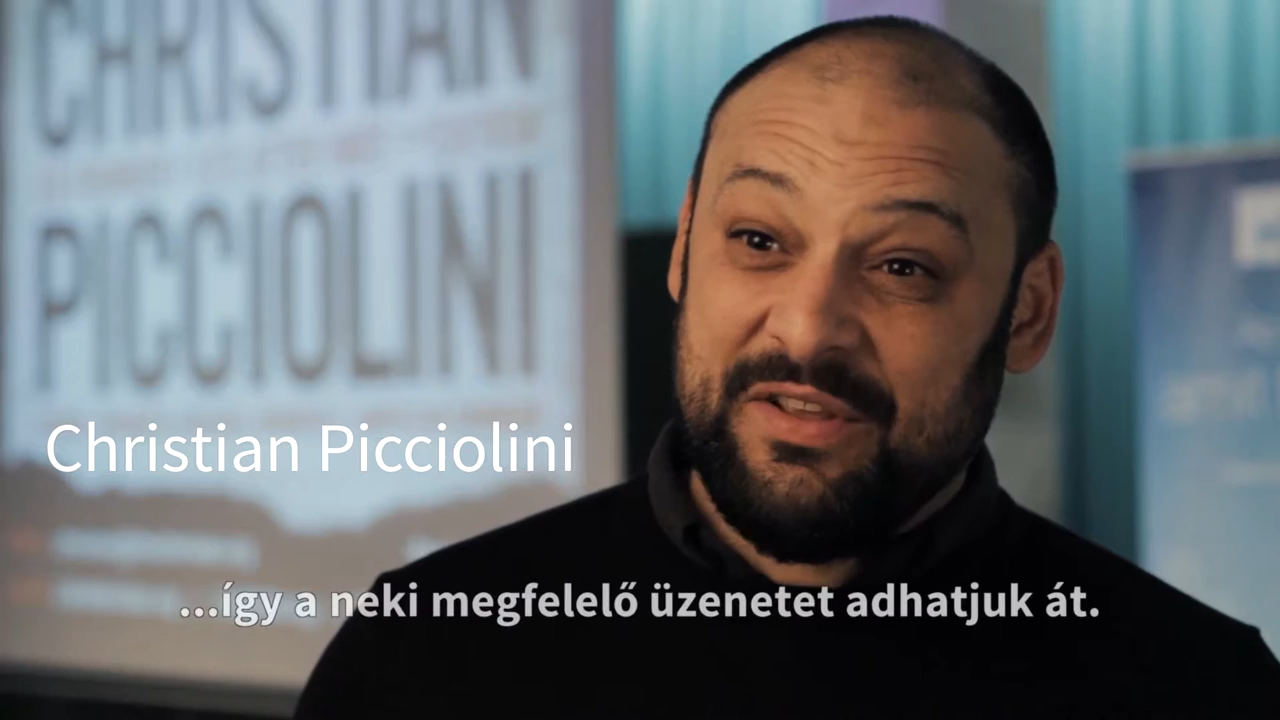 CHRISTIAN
PICCIOLINI
Christian Picciolini
...így a neki megfelelő üzenetet adhatjuk át.